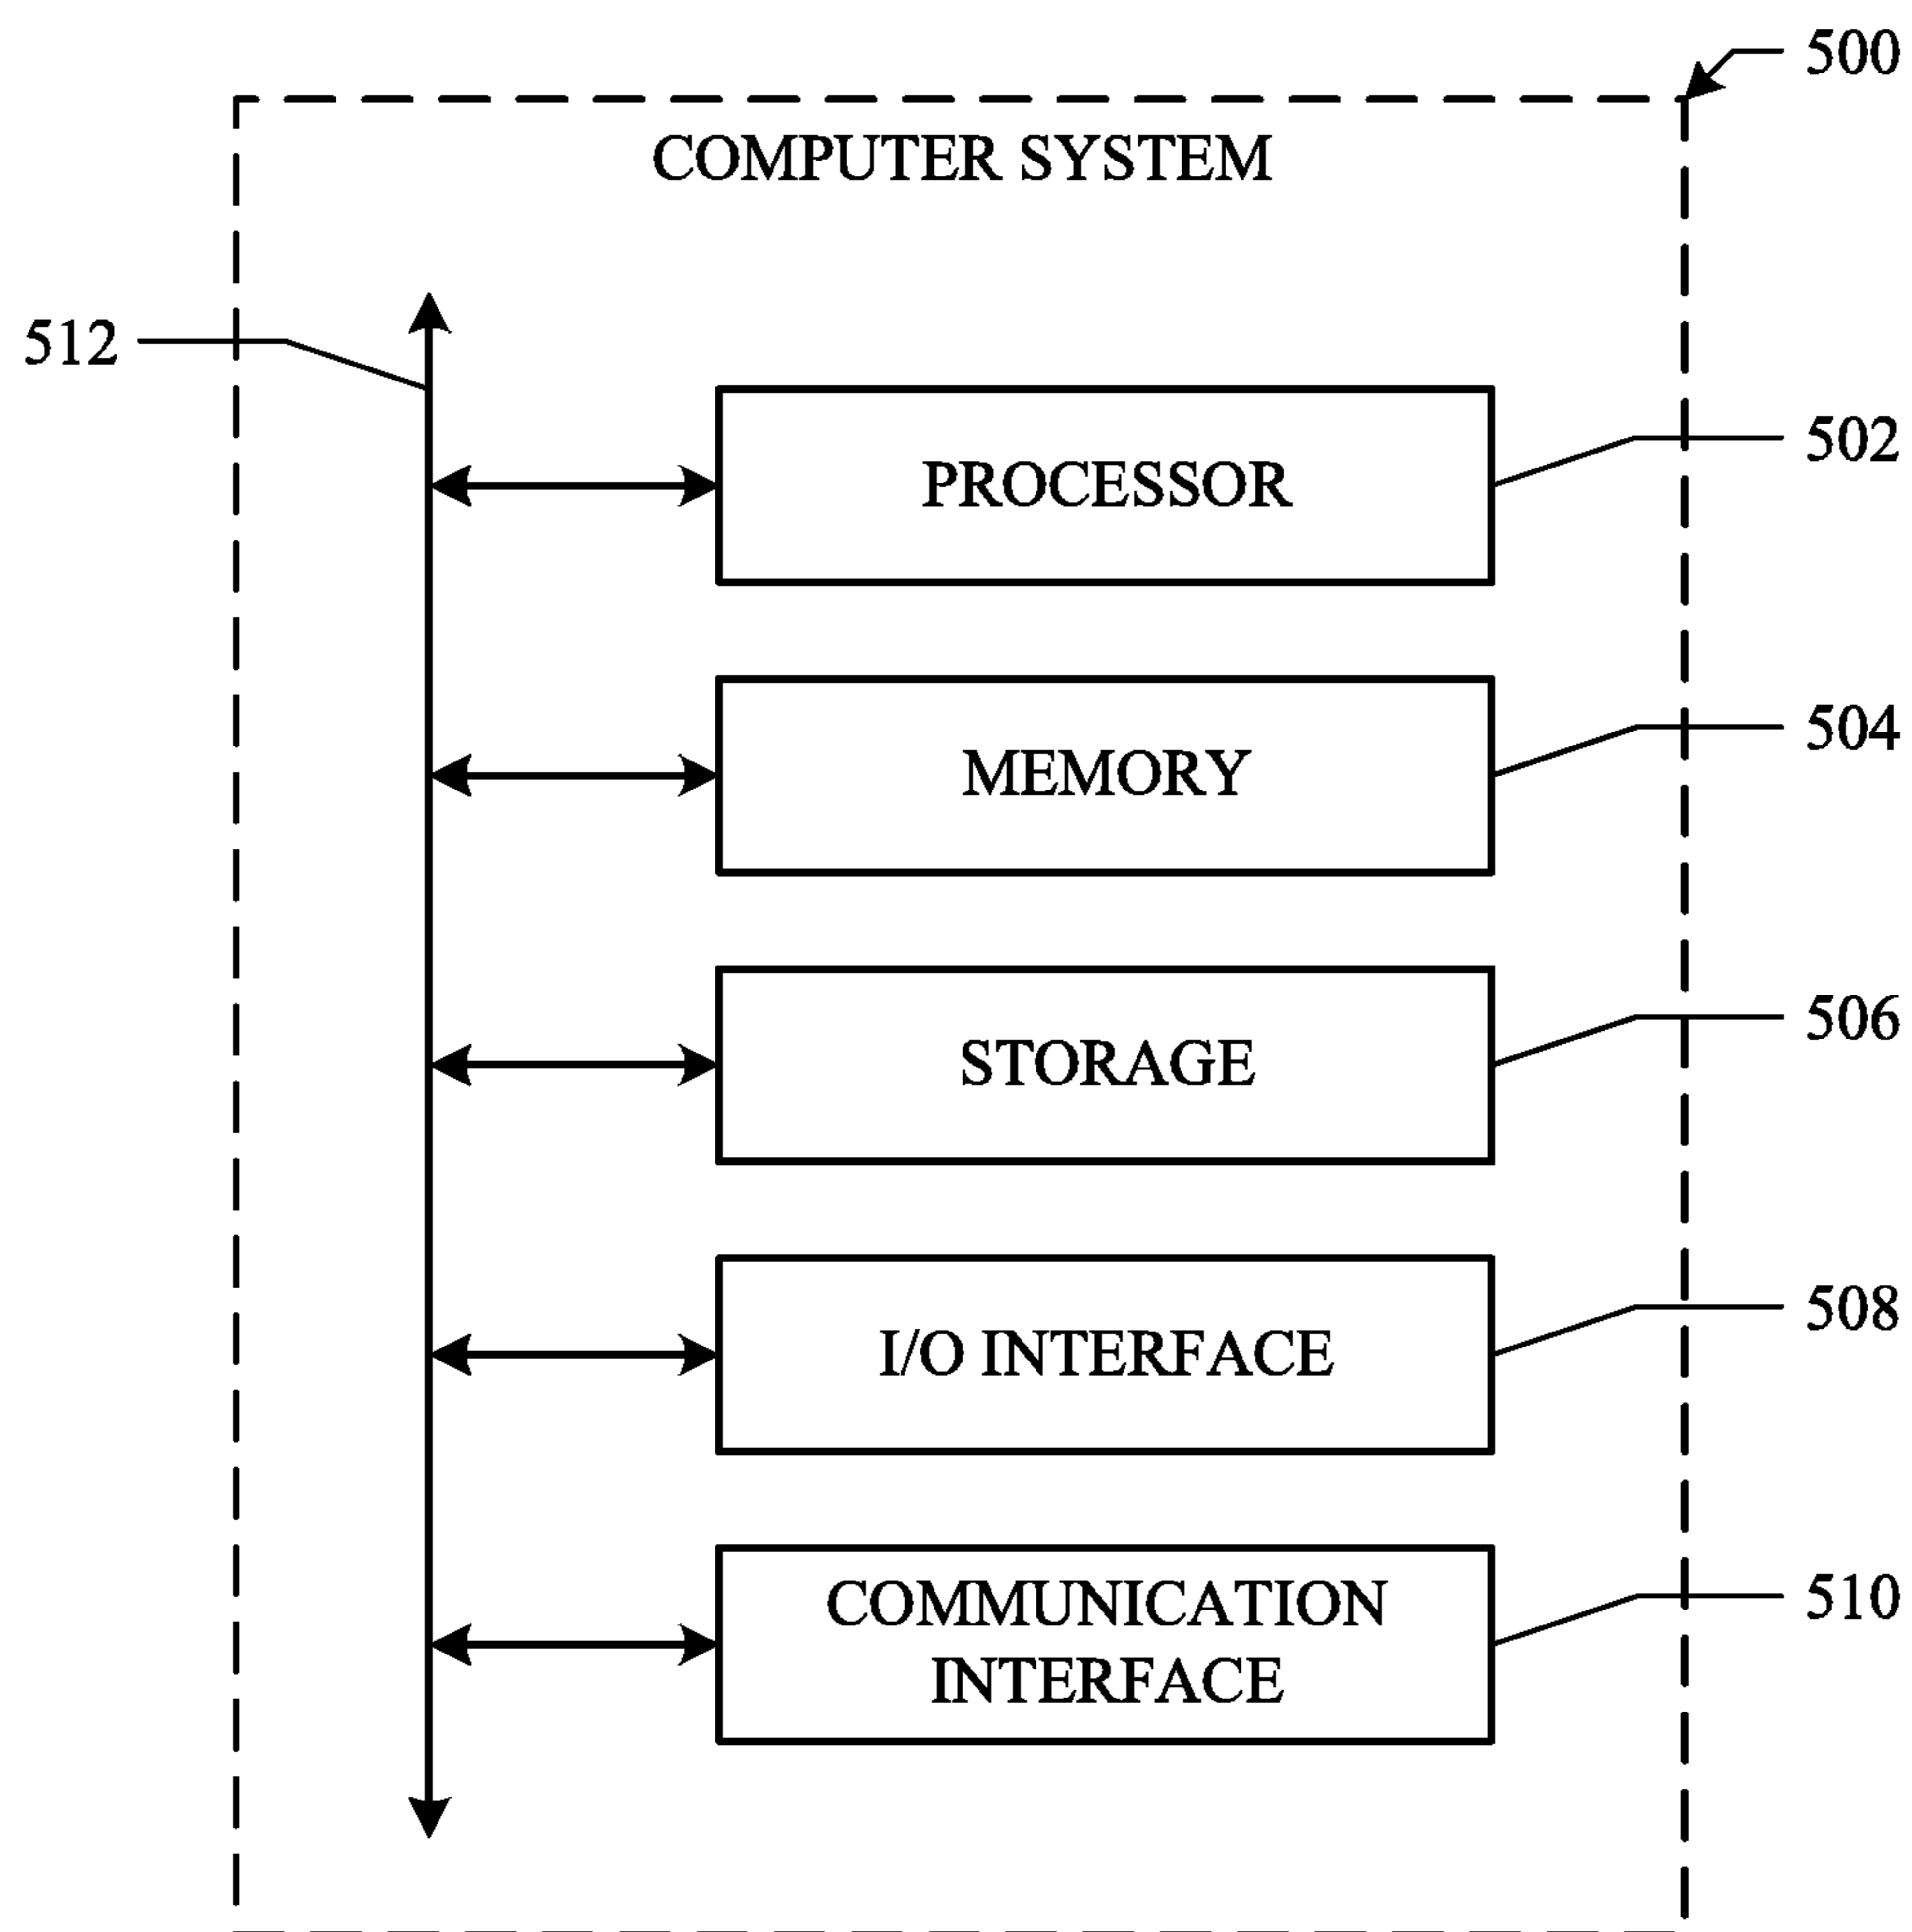 500
COMPUTER SYSTEM
512
502
PROCESSOR
504
MEMORY
506
STORAGE
508
I/O INTERFACE
510
COMMUNICATION
INTERFACE